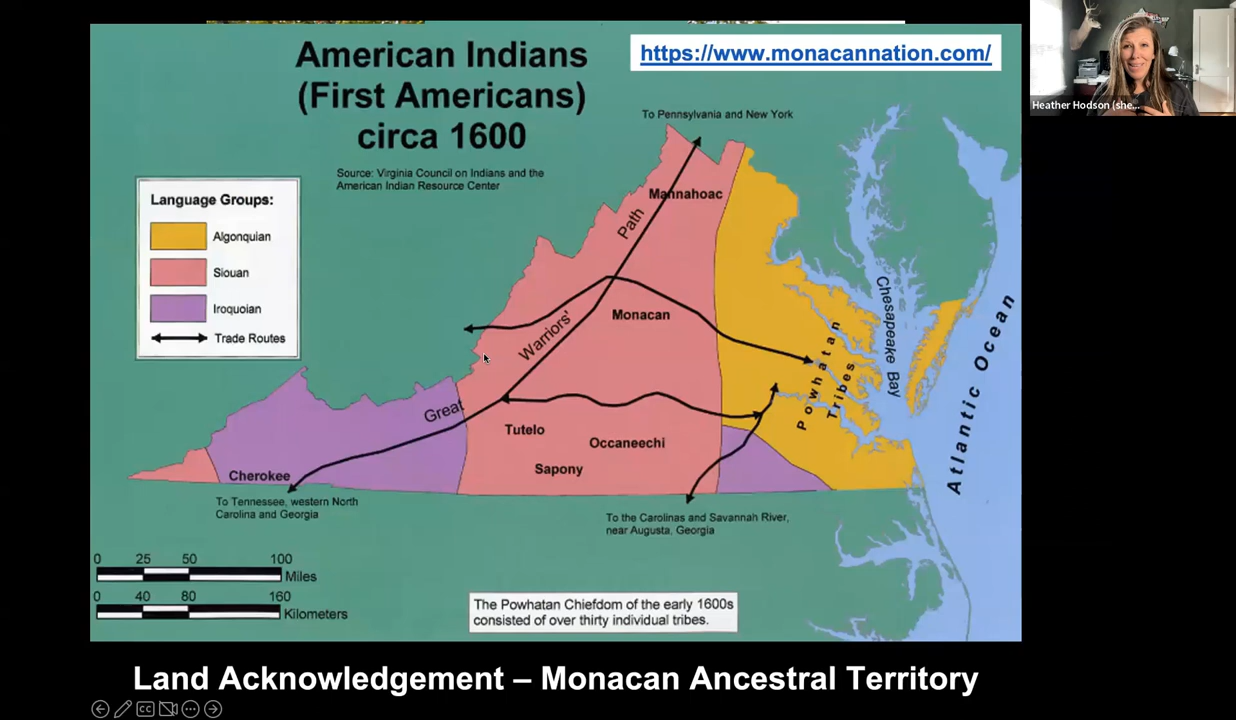 American Indians
(First Americans)
circa 1600
https://www.monacannation.com/
Heather Hodson (she...
To Pennsylvania and New York
Source: Virginia Council on Indians and the
American Indian Resource Center
Language Groups:
Algonquian
Siouan
Iroquoian
Trade Routes
Mannahoac
Great Warriors' Path
Monacan
Chesapeake Bay
Powhatan
Tribes
Atlantic Ocean
Tutelo
Occaneechi
Sapony
Cherokee
To Tennessee, western North
Carolina and Georgia
To the Carolinas and Savannah River,
near Augusta, Georgia
0 25 50 100
Miles
0 40 80 160
Kilometers
The Powhatan Chiefdom of the early 1600s
consisted of over thirty individual tribes.
Land Acknowledgement – Monacan Ancestral Territory
CC